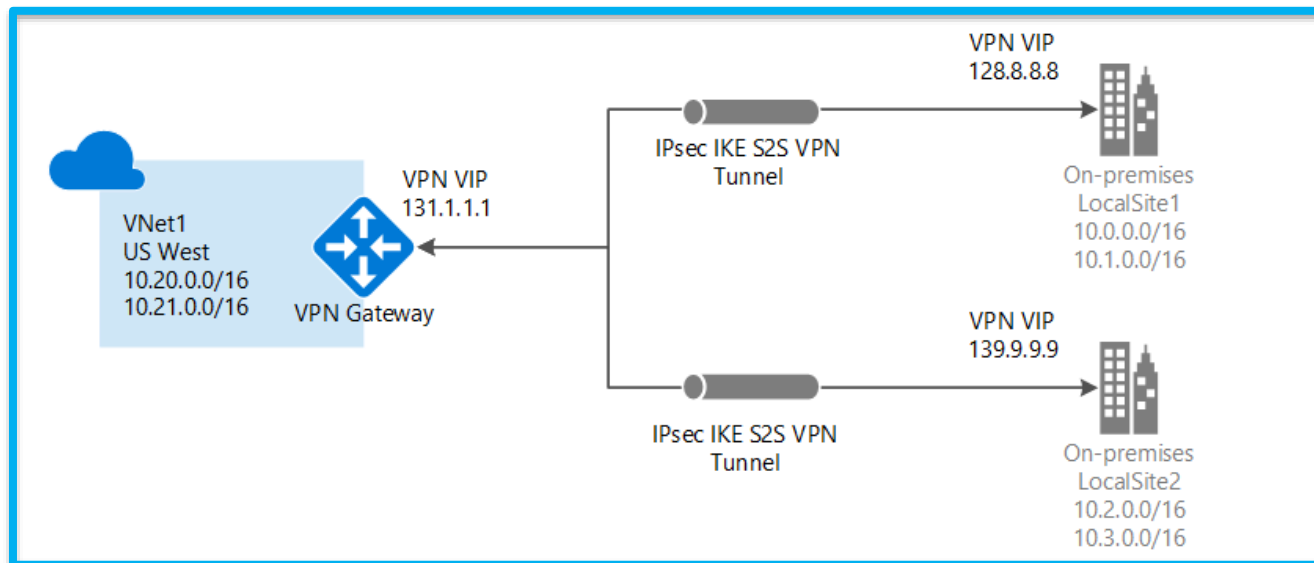 VPN VIP
128.8.8.8
IPsec IKE S2S VPN
Tunnel
On-premises
LocalSite1
10.0.0.0/16
10.1.0.0/16
VPN VIP
131.1.1.1
VNet1
US West
10.20.0.0/16
10.21.0.0/16
VPN Gateway
VPN VIP
139.9.9.9
IPsec IKE S2S VPN
Tunnel
On-premises
LocalSite2
10.2.0.0/16
10.3.0.0/16